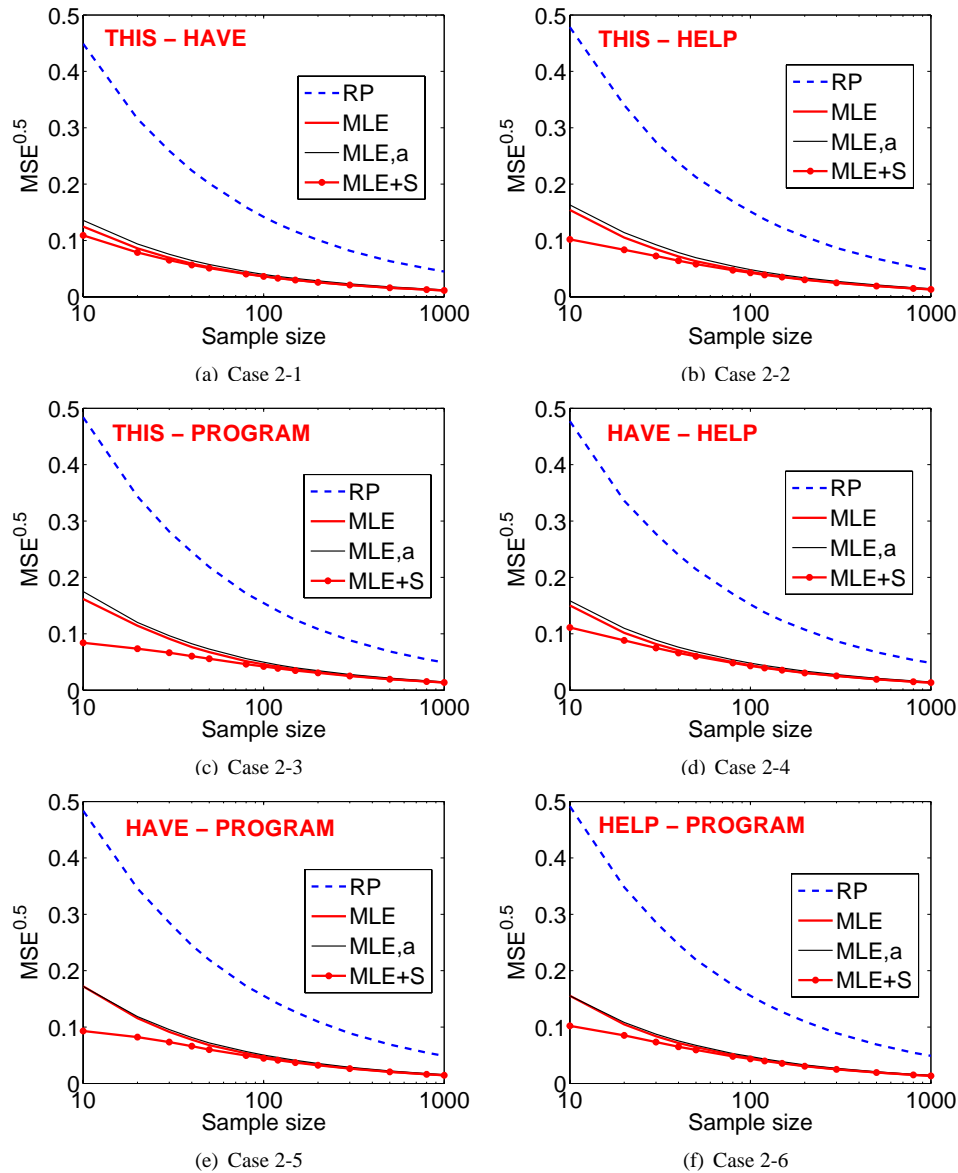 THIS – HAVE
MSE^0.5
0.5
0.4
0.3
0.2
0.1
0
RP
MLE
MLE,a
MLE+S
10 100 1000
Sample size
(a) Case 2-1
THIS – HELP
MSE^0.5
0.5
0.4
0.3
0.2
0.1
0
RP
MLE
MLE,a
MLE+S
10 100 1000
Sample size
(b) Case 2-2
THIS – PROGRAM
MSE^0.5
0.5
0.4
0.3
0.2
0.1
0
RP
MLE
MLE,a
MLE+S
10 100 1000
Sample size
(c) Case 2-3
HAVE – HELP
MSE^0.5
0.5
0.4
0.3
0.2
0.1
0
RP
MLE
MLE,a
MLE+S
10 100 1000
Sample size
(d) Case 2-4
HAVE – PROGRAM
MSE^0.5
0.5
0.4
0.3
0.2
0.1
0
RP
MLE
MLE,a
MLE+S
10 100 1000
Sample size
(e) Case 2-5
HELP – PROGRAM
MSE^0.5
0.5
0.4
0.3
0.2
0.1
0
RP
MLE
MLE,a
MLE+S
10 100 1000
Sample size
(f) Case 2-6